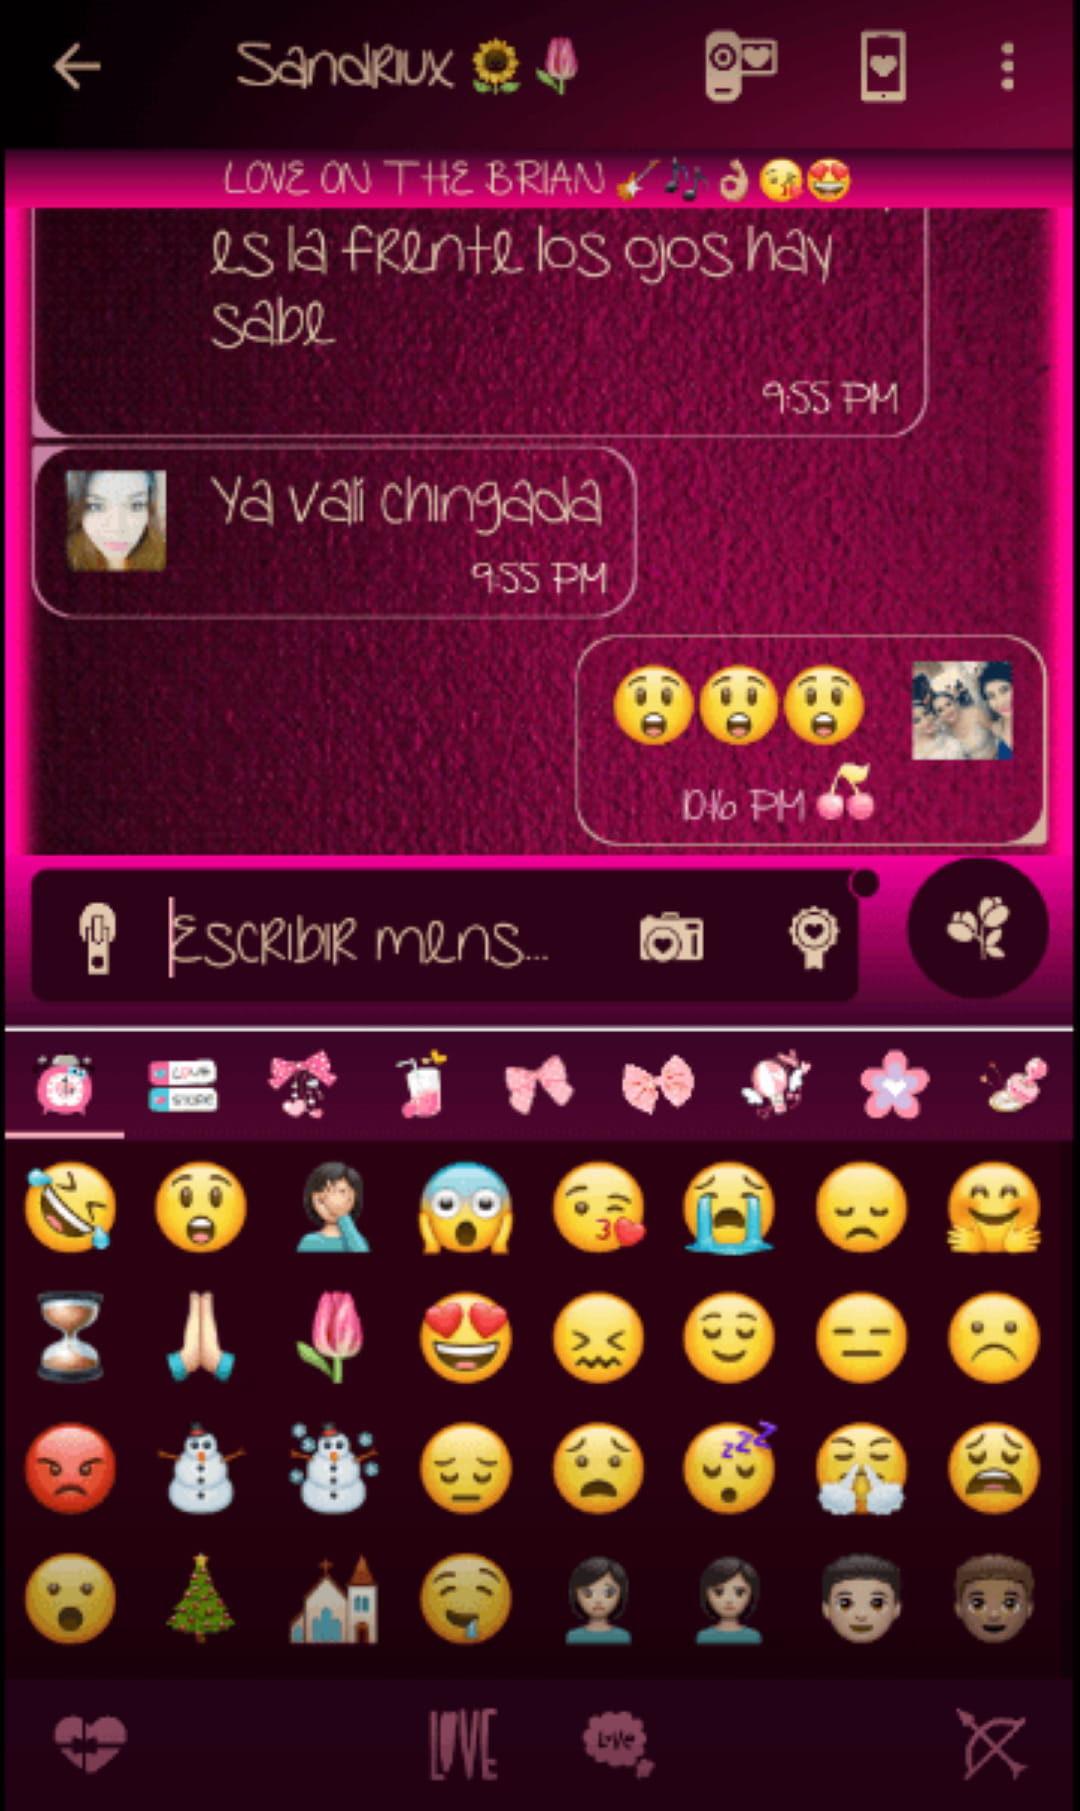 Sandriux 🌻🌷
LOVE ON THE BRIAN 🎸🎶👌🏼😘😍
es la frente los ojos hay
sabe
9:55 PM
Ya valí chingada
9:55 PM
😲😲😲
10:16 PM
Escribir mens...
LOVE
STORE
LOVE
Love